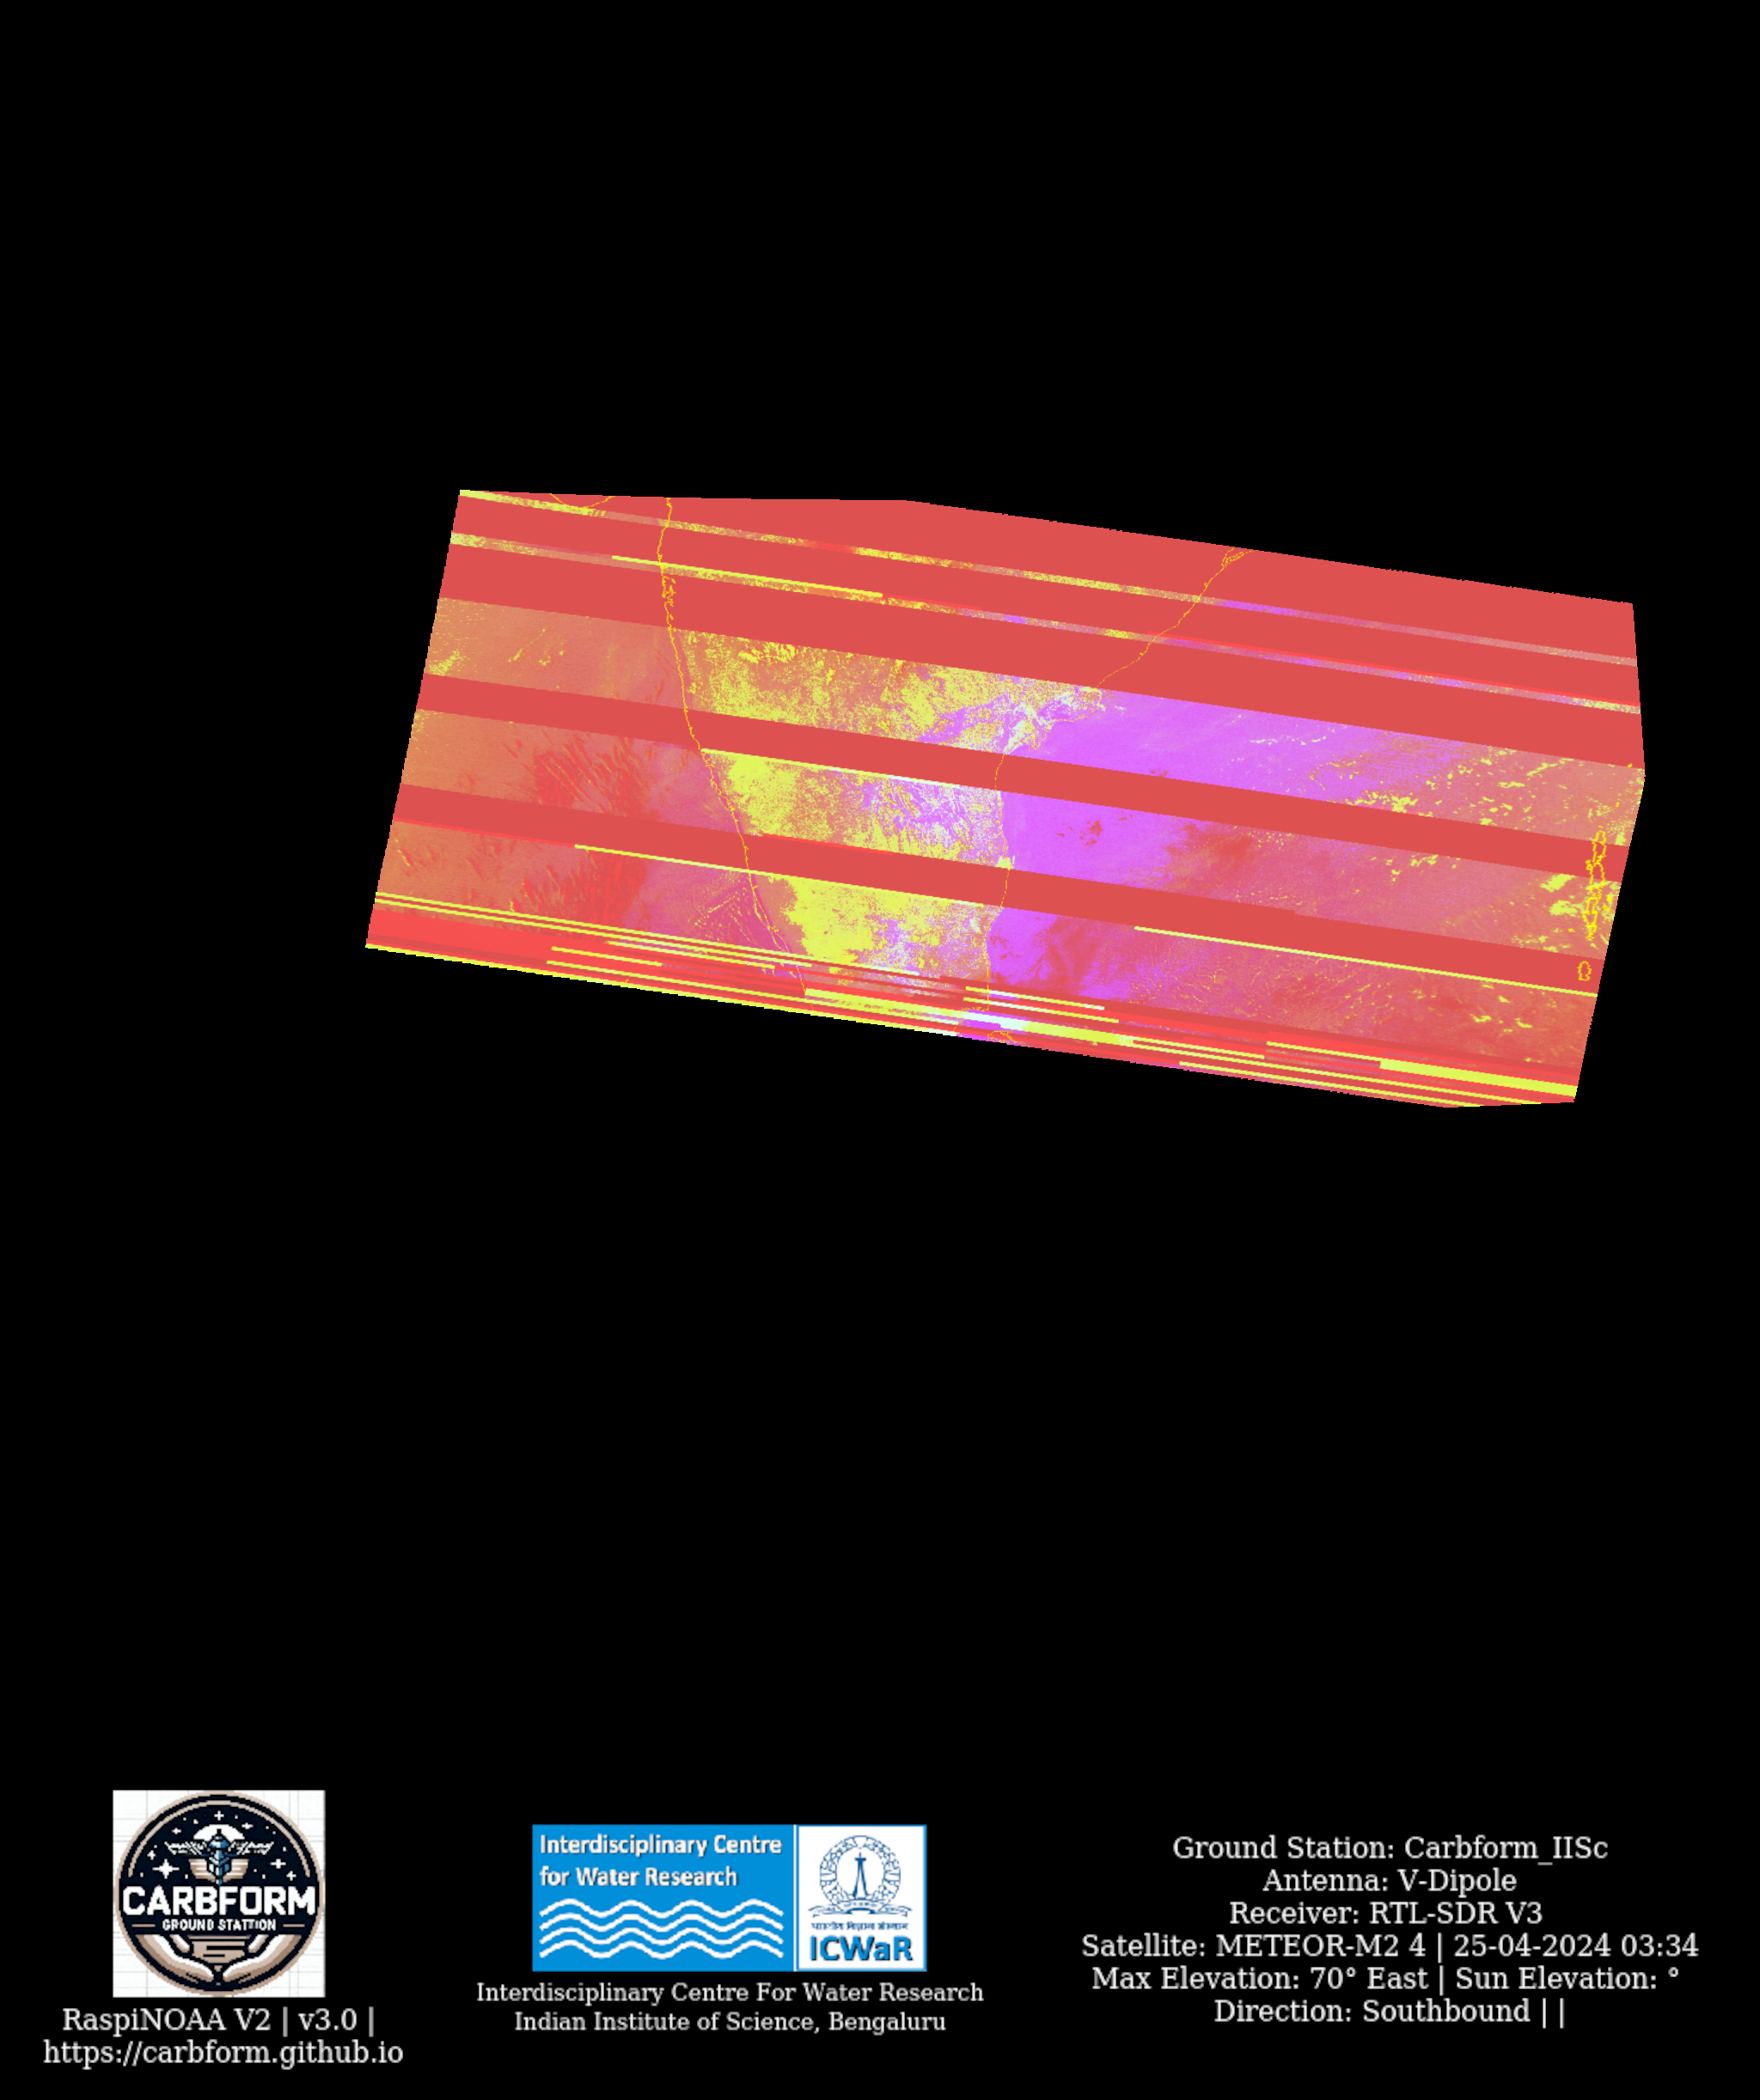 CARBFORM
GROUND STATTION
RaspiNOAA V2 | v3.0 |
https://carbform.github.io
Interdisciplinary Centre
for Water Research
ICWaR
Interdisciplinary Centre For Water Research
Indian Institute of Science, Bengaluru
Ground Station: Carbform_IISc
Antenna: V-Dipole
Receiver: RTL-SDR V3
Satellite: METEOR-M2 4 | 25-04-2024 03:34
Max Elevation: 70° East | Sun Elevation: °
Direction: Southbound | |